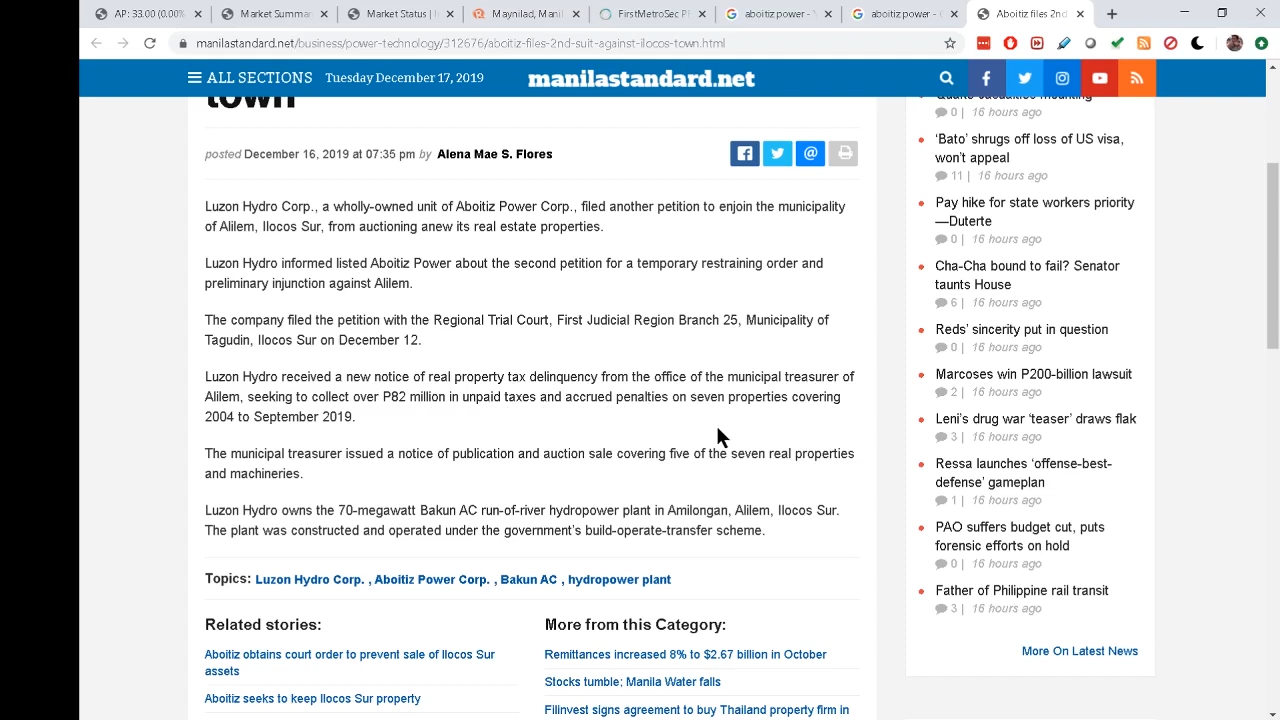 AP: 33.00 (0.00%
Market Summar
Market Status |
Maynilad, Manil
FirstMetroSec
aboitiz power -
aboitiz power -
Aboitiz files 2nd
manilastandard.net/business/power-technology/312676/aboitiz-files-2nd-suit-against-ilocos-town.html
ALL SECTIONS Tuesday December 17, 2019 manilastandard.net
town
posted December 16, 2019 at 07:35 pm by Alena Mae S. Flores
Luzon Hydro Corp., a wholly-owned unit of Aboitiz Power Corp., filed another petition to enjoin the municipality
of Alilem, Ilocos Sur, from auctioning anew its real estate properties.
Luzon Hydro informed listed Aboitiz Power about the second petition for a temporary restraining order and
preliminary injunction against Alilem.
The company filed the petition with the Regional Trial Court, First Judicial Region Branch 25, Municipality of
Tagudin, Ilocos Sur on December 12.
Luzon Hydro received a new notice of real property tax delinquency from the office of the municipal treasurer of
Alilem, seeking to collect over P82 million in unpaid taxes and accrued penalties on seven properties covering
2004 to September 2019.
The municipal treasurer issued a notice of publication and auction sale covering five of the seven real properties
and machineries.
Luzon Hydro owns the 70-megawatt Bakun AC run-of-river hydropower plant in Amilongan, Alilem, Ilocos Sur.
The plant was constructed and operated under the government's build-operate-transfer scheme.
Topics: Luzon Hydro Corp. , Aboitiz Power Corp. , Bakun AC , hydropower plant
Related stories:
Aboitiz obtains court order to prevent sale of Ilocos Sur
assets
Aboitiz seeks to keep Ilocos Sur property
More from this Category:
Remittances increased 8% to $2.67 billion in October
Stocks tumble; Manila Water falls
Filinvest signs agreement to buy Thailand property firm in
0 | 16 hours ago
‘Bato’ shrugs off loss of US visa,
won’t appeal
11 | 16 hours ago
Pay hike for state workers priority
—Duterte
0 | 16 hours ago
Cha-Cha bound to fail? Senator
taunts House
6 | 16 hours ago
Reds’ sincerity put in question
0 | 16 hours ago
Marcoses win P200-billion lawsuit
2 | 16 hours ago
Leni’s drug war ‘teaser’ draws flak
3 | 16 hours ago
Ressa launches ‘offense-best-
defense’ gameplan
1 | 16 hours ago
PAO suffers budget cut, puts
forensic efforts on hold
0 | 16 hours ago
Father of Philippine rail transit
3 | 16 hours ago
More On Latest News